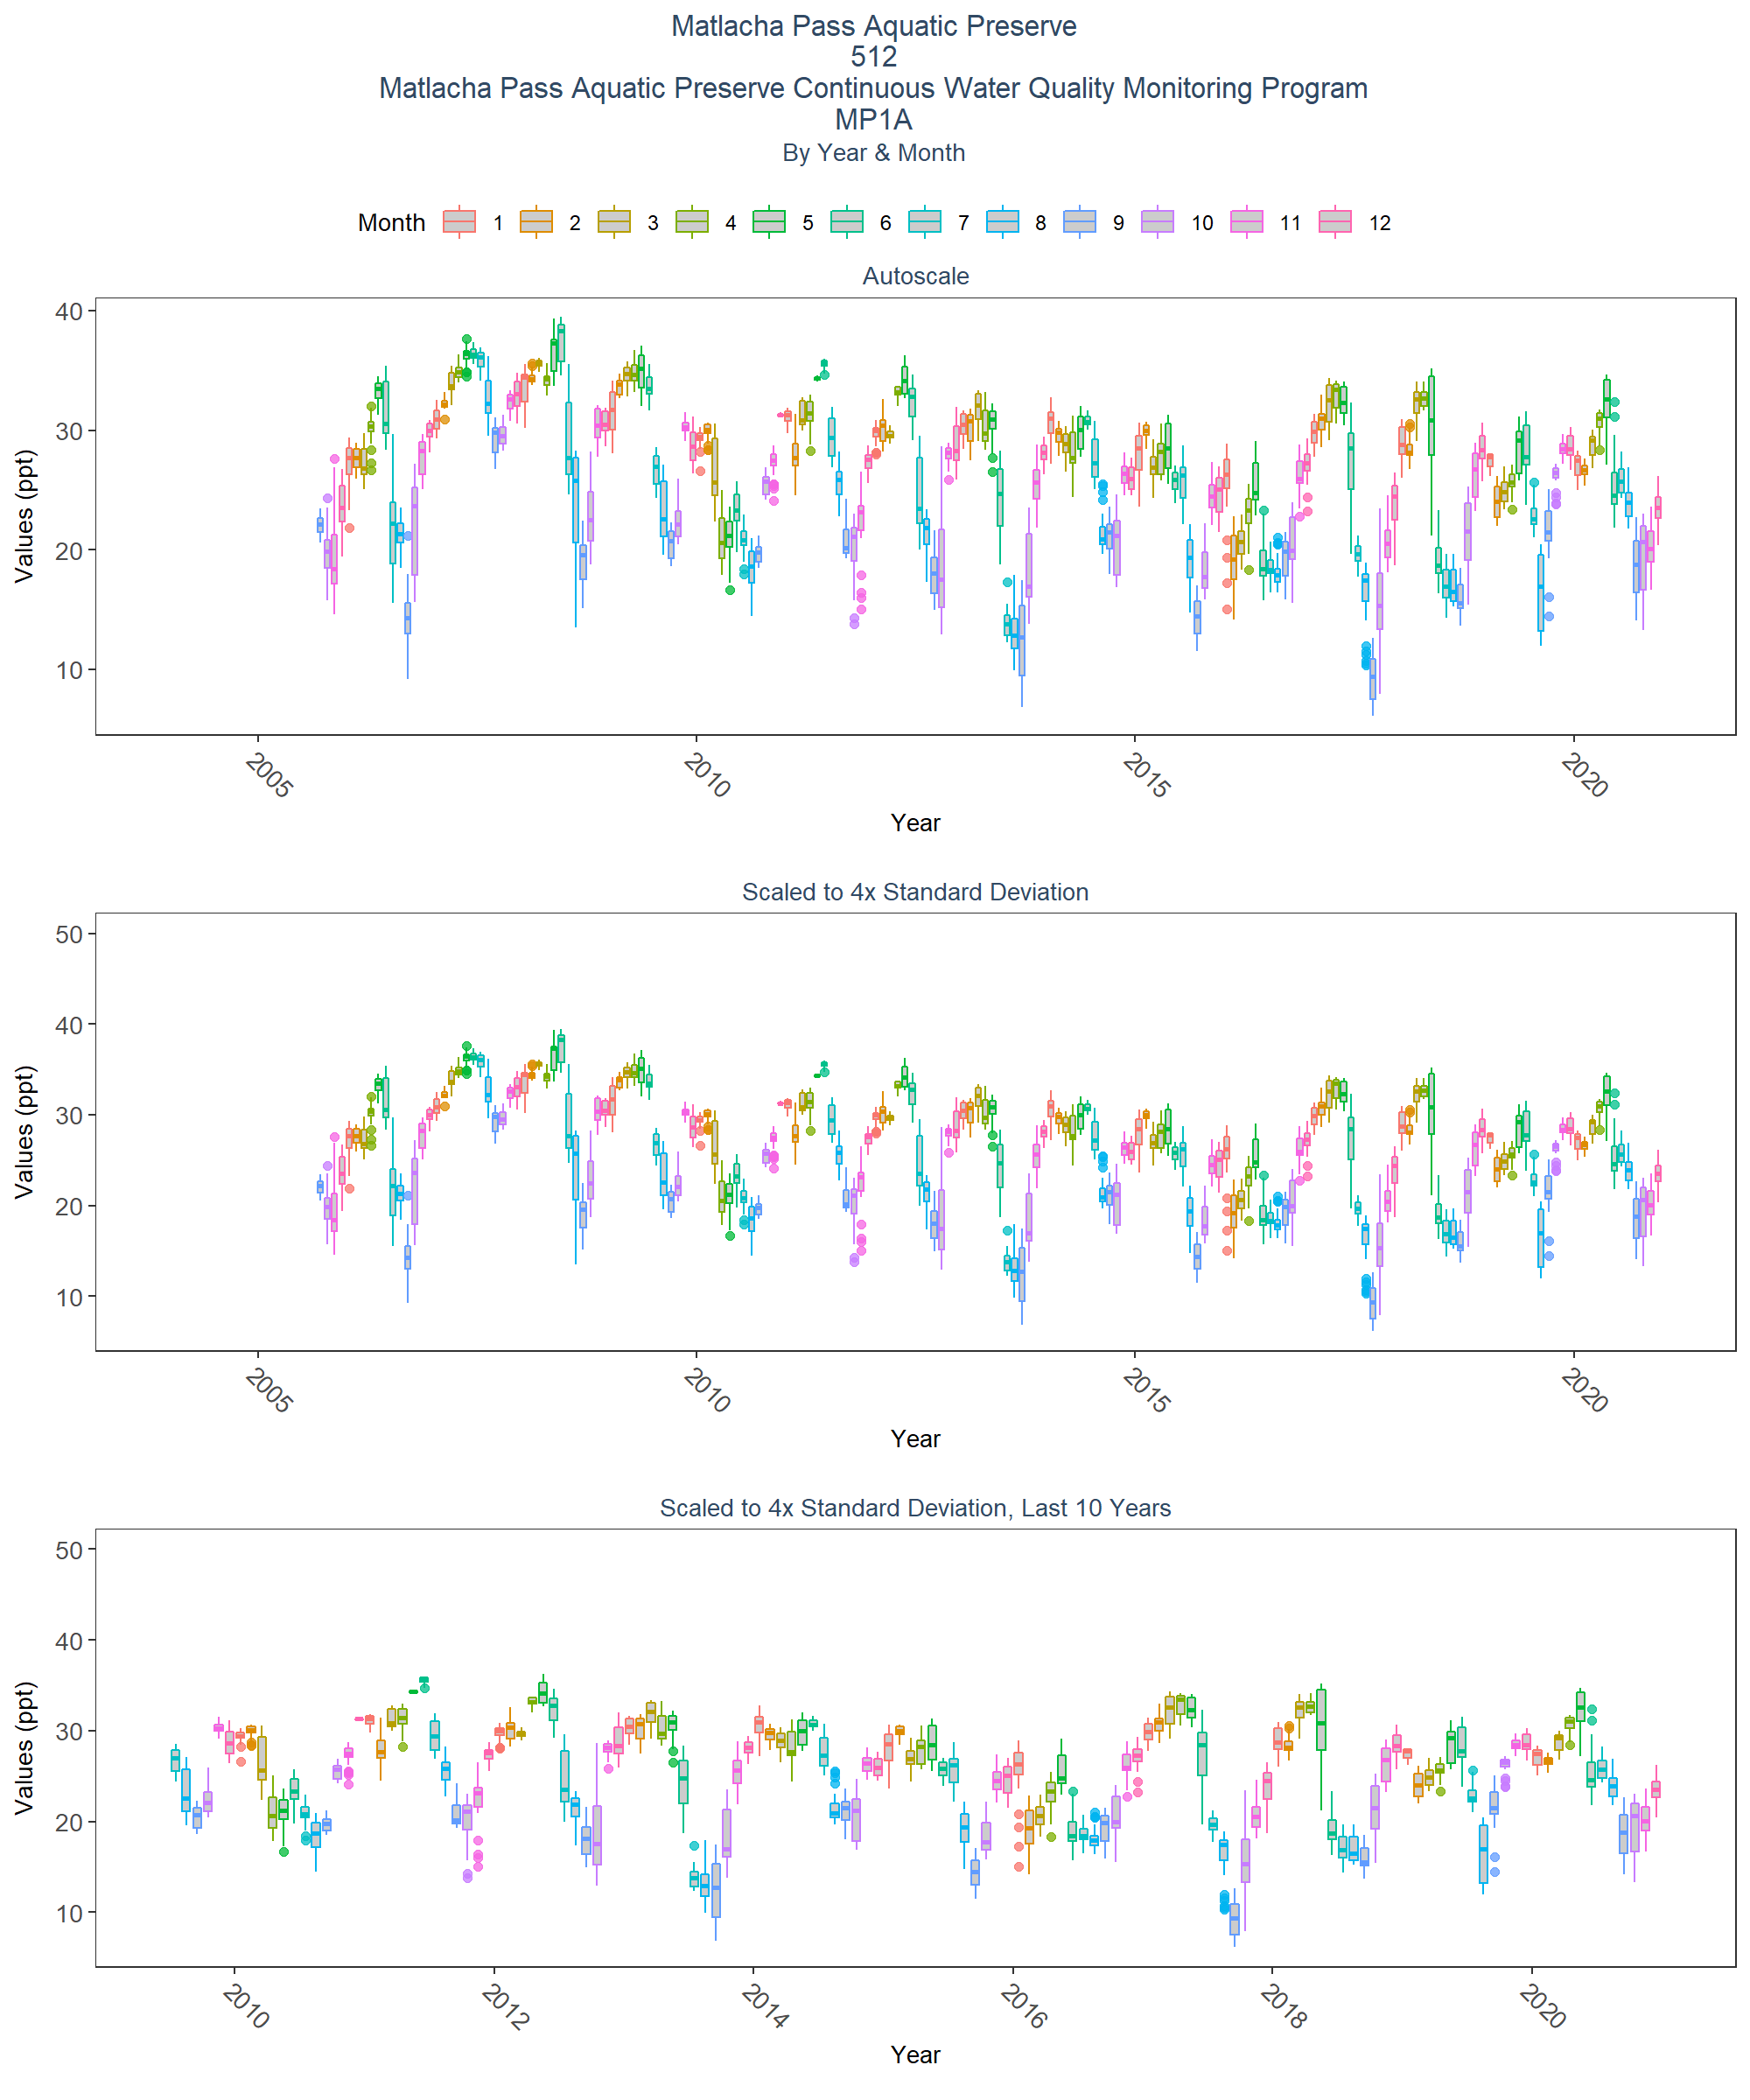 Matlacha Pass Aquatic Preserve
512
Matlacha Pass Aquatic Preserve Continuous Water Quality Monitoring Program
MP1A
By Year & Month
Month 1 2 3 4 5 6 7 8 9 10 11 12
Autoscale
Values (ppt)
40
30
20
10
2005 2010 2015 2020
Year
Scaled to 4x Standard Deviation
Values (ppt)
50
40
30
20
10
2005 2010 2015 2020
Year
Scaled to 4x Standard Deviation, Last 10 Years
Values (ppt)
50
40
30
20
10
2010 2012 2014 2016 2018 2020
Year